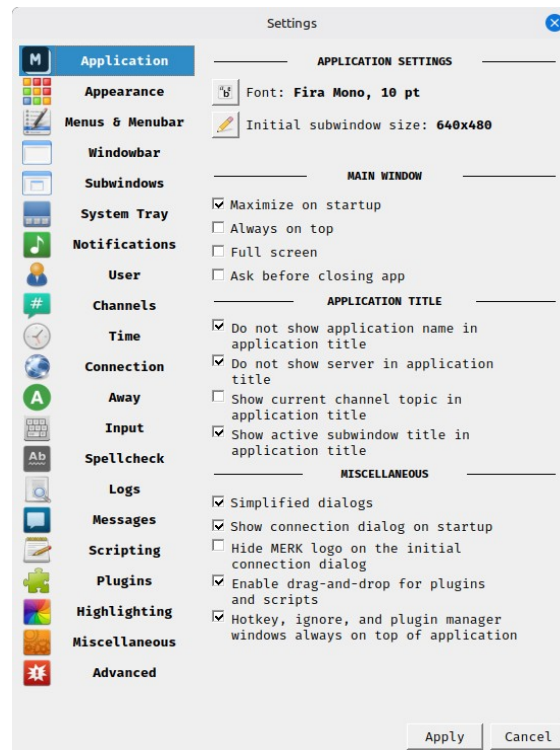 Settings
M
Application
Appearance
Menus & Menubar
Windowbar
Subwindows
System Tray
Notifications
User
#
Channels
Time
Connection
A
Away
Input
Ab
Spellcheck
Logs
Messages
Scripting
Plugins
Highlighting
Miscellaneous
Advanced
APPLICATION SETTINGS
Font: Fira Mono, 10 pt
Initial subwindow size: 640x480
MAIN WINDOW
Maximize on startup
Always on top
Full screen
Ask before closing app
APPLICATION TITLE
Do not show application name in
application title
Do not show server in application
title
Show current channel topic in
application title
Show active subwindow title in
application title
MISCELLANEOUS
Simplified dialogs
Show connection dialog on startup
Hide MERK logo on the initial
connection dialog
Enable drag-and-drop for plugins
and scripts
Hotkey, ignore, and plugin manager
windows always on top of application
Apply
Cancel